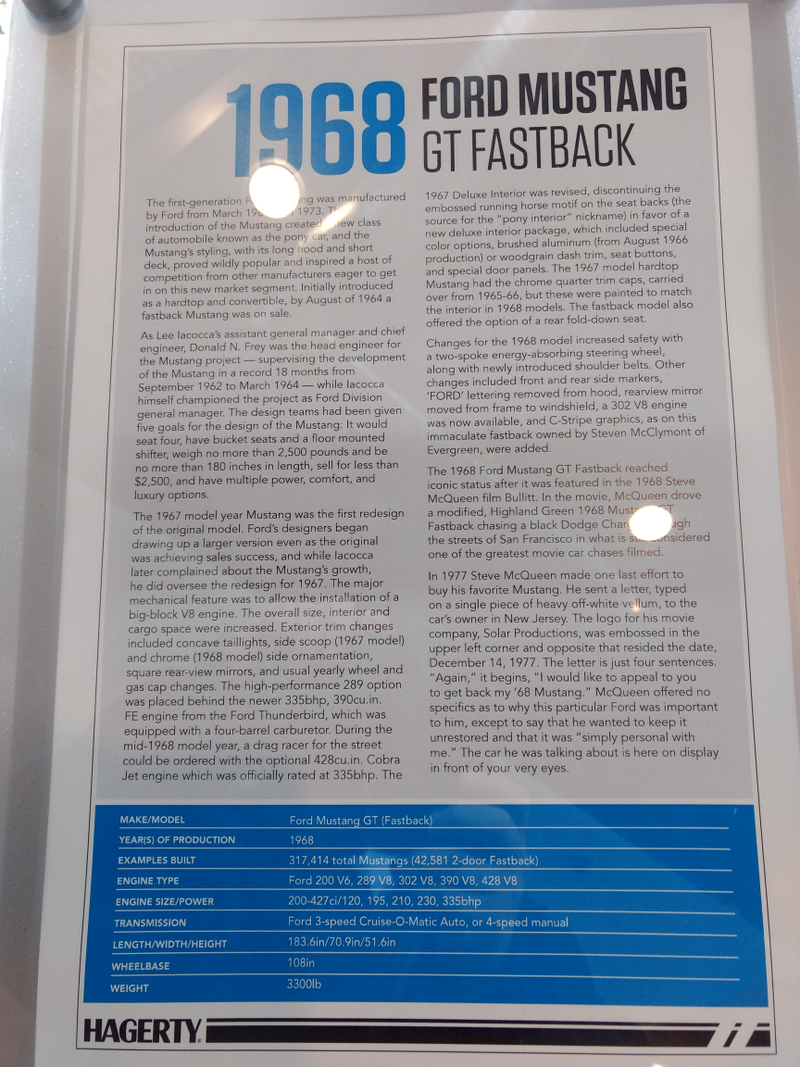 1968
FORD MUSTANG
GT FASTBACK
The first-generation was manufactured
by Ford from March 1973.
introduction of the Mustang created new class
of automobile known as the pony car, and the
Mustang's styling, with its long hood and short
deck, proved wildly popular and inspired a host of
competition from other manufacturers eager to get
in on this new market segment. Initially introduced
as a hardtop and convertible, by August of 1964 a
fastback Mustang was on sale.
As Lee Iacocca's assistant general manager and chief
engineer, Donald N. Frey was the head engineer for
the Mustang project — supervising the development
of the Mustang in a record 18 months from
September 1962 to March 1964 — while Iacocca
himself championed the project as Ford Division
general manager. The design teams had been given
five goals for the design of the Mustang: It would
seat four, have bucket seats and a floor mounted
shifter, weigh no more than 2,500 pounds and be
no more than 180 inches in length, sell for less than
$2,500, and have multiple power, comfort, and
luxury options.
The 1967 model year Mustang was the first redesign
of the original model. Ford's designers began
drawing up a larger version even as the original
was achieving sales success, and while Iacocca
later complained about the Mustang's growth,
he did oversee the redesign for 1967. The major
mechanical feature was to allow the installation of a
big-block V8 engine. The overall size, interior and
cargo space were increased. Exterior trim changes
included concave taillights, side scoop (1967 model)
and chrome (1968 model) side ornamentation,
square rear-view mirrors, and usual yearly wheel and
gas cap changes. The high-performance 289 option
was placed behind the newer 335bhp, 390cu.in.
FE engine from the Ford Thunderbird, which was
equipped with a four-barrel carburetor. During the
mid-1968 model year, a drag racer for the street
could be ordered with the optional 428cu.in. Cobra
Jet engine which was officially rated at 335bhp. The
1967 Deluxe Interior was revised, discontinuing the
embossed running horse motif on the seat backs (the
source for the "pony interior" nickname) in favor of a
new deluxe interior package, which included special
color options, brushed aluminum (from August 1966
production) or woodgrain dash trim, seat buttons,
and special door panels. The 1967 model hardtop
Mustang had the chrome quarter trim caps, carried
over from 1965-66, but these were painted to match
the interior in 1968 models. The fastback model also
offered the option of a rear fold-down seat.
Changes for the 1968 model increased safety with
a two-spoke energy-absorbing steering wheel,
along with newly introduced shoulder belts. Other
changes included front and rear side markers,
'FORD' lettering removed from hood, rearview mirror
moved from frame to windshield, a 302 V8 engine
was now available, and C-Stripe graphics, as on this
immaculate fastback owned by Steven McClymont of
Evergreen, were added.
The 1968 Ford Mustang GT Fastback reached
iconic status after it was featured in the 1968 Steve
McQueen film Bullitt. In the movie, McQueen drove
a modified, Highland Green 1968 Mustang GT
Fastback chasing a black Dodge
the streets of San Francisco in what is still considered
one of the greatest movie car chases filmed.
In 1977 Steve McQueen made one last effort to
buy his favorite Mustang. He sent a letter, typed
on a single piece of heavy off-white vellum, to the
car's owner in New Jersey. The logo for his movie
company, Solar Productions, was embossed in the
upper left corner and opposite that resided the date,
December 14, 1977. The letter is just four sentences.
"Again," it begins, "I would like to appeal to you
to get back my '68 Mustang." McQueen offered no
specifics as to why this particular Ford was important
to him, except to say that he wanted to keep it
unrestored and that it was "simply personal with
me." The car he was talking about is here on display
in front of your very eyes.
MAKE/MODEL Ford Mustang GT (Fastback)
YEAR(S) OF PRODUCTION 1968
EXAMPLES BUILT 317,414 total Mustangs (42,581 2-door Fastback)
ENGINE TYPE Ford 200 V6, 289 V8, 302 V8, 390 V8, 428 V8
ENGINE SIZE/POWER 200-427ci/120, 195, 210, 230, 335bhp
TRANSMISSION Ford 3-speed Cruise-O-Matic Auto, or 4-speed manual
LENGTH/WIDTH/HEIGHT 183.6in/70.9in/51.6in
WHEELBASE 108in
WEIGHT 3300lb
HAGERTY